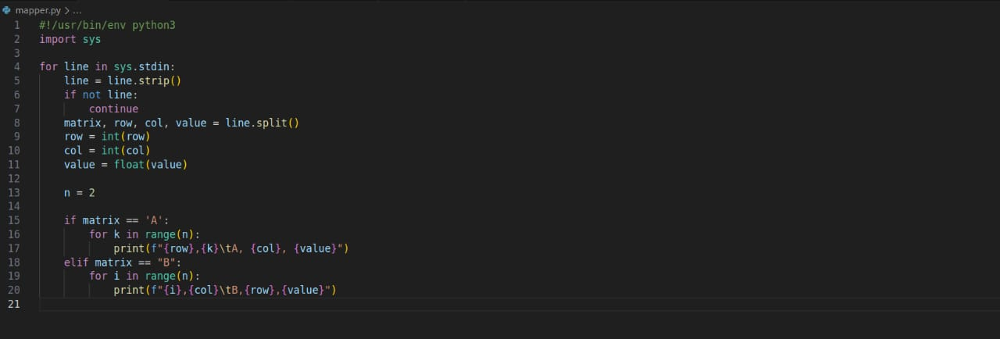 mapper.py > ...
1 #!/usr/bin/env python3
2 import sys
3
4 for line in sys.stdin:
5     line = line.strip()
6     if not line:
7         continue
8     matrix, row, col, value = line.split()
9     row = int(row)
10     col = int(col)
11     value = float(value)
12
13     n = 2
14
15     if matrix == 'A':
16         for k in range(n):
17             print(f"{row},{k}\tA, {col}, {value}")
18     elif matrix == "B":
19         for i in range(n):
20             print(f"{i},{col}\tB,{row},{value}")
21